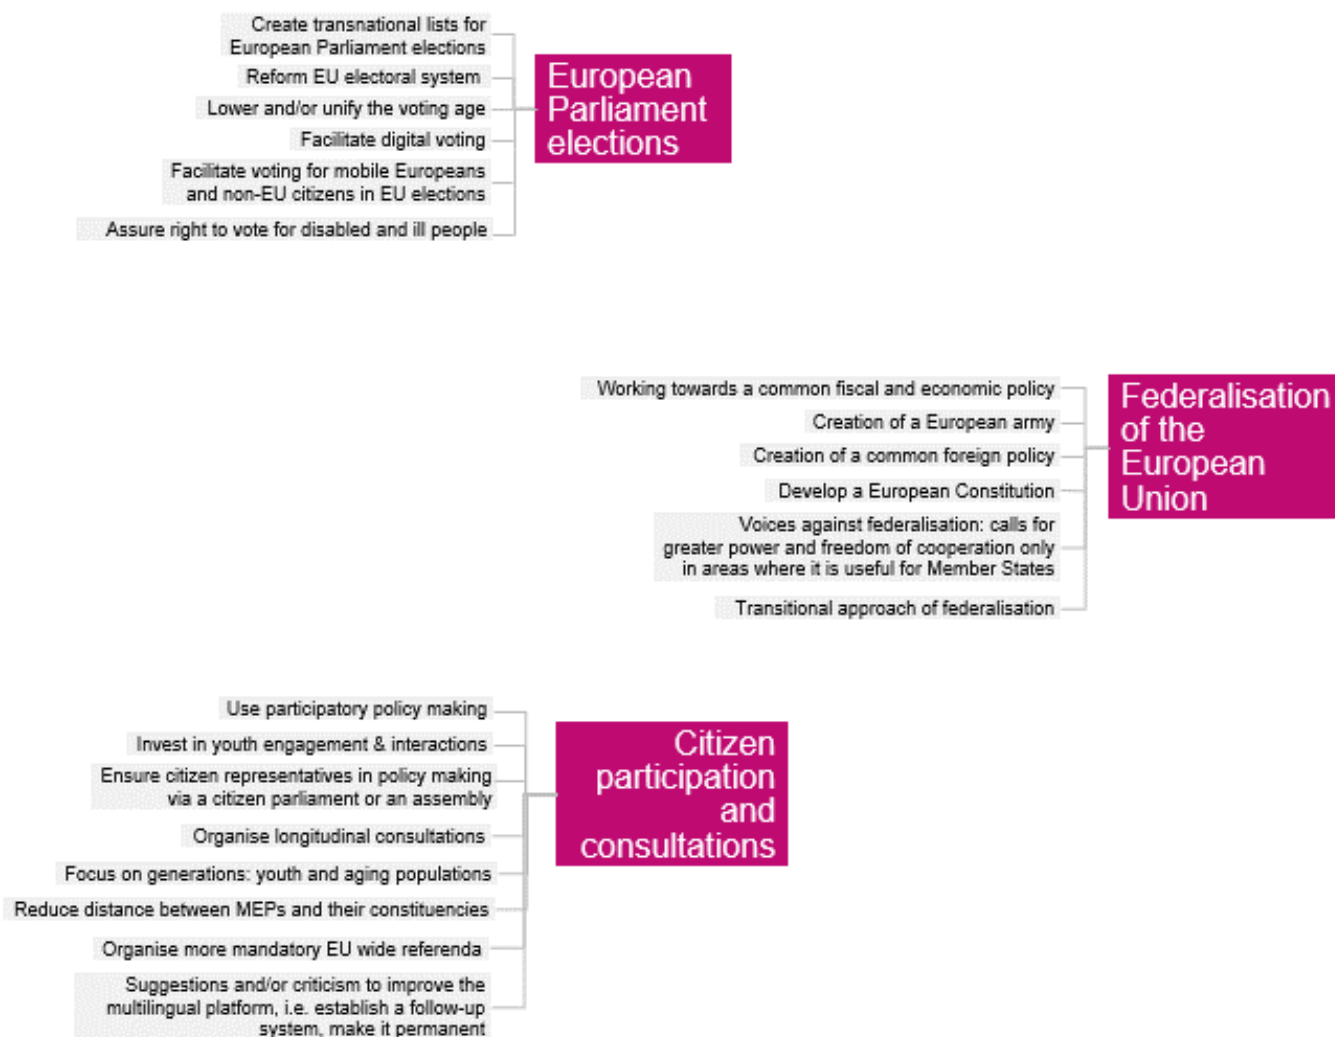 Create transnational lists for
European Parliament elections
Reform EU electoral system
Lower and/or unify the voting age
Facilitate digital voting
Facilitate voting for mobile Europeans
and non-EU citizens in EU elections
Assure right to vote for disabled and ill people
European
Parliament
elections
Working towards a common fiscal and economic policy
Creation of a European army
Creation of a common foreign policy
Develop a European Constitution
Voices against federalisation: calls for
greater power and freedom of cooperation only
in areas where it is useful for Member States
Transitional approach of federalisation
Federalisation
of the
European
Union
Use participatory policy making
Invest in youth engagement & interactions
Ensure citizen representatives in policy making
via a citizen parliament or an assembly
Organise longitudinal consultations
Focus on generations: youth and aging populations
Reduce distance between MEPs and their constituencies
Organise more mandatory EU wide referenda
Suggestions and/or criticism to improve the
multilingual platform, i.e. establish a follow-up
system, make it permanent
Citizen
participation
and
consultations